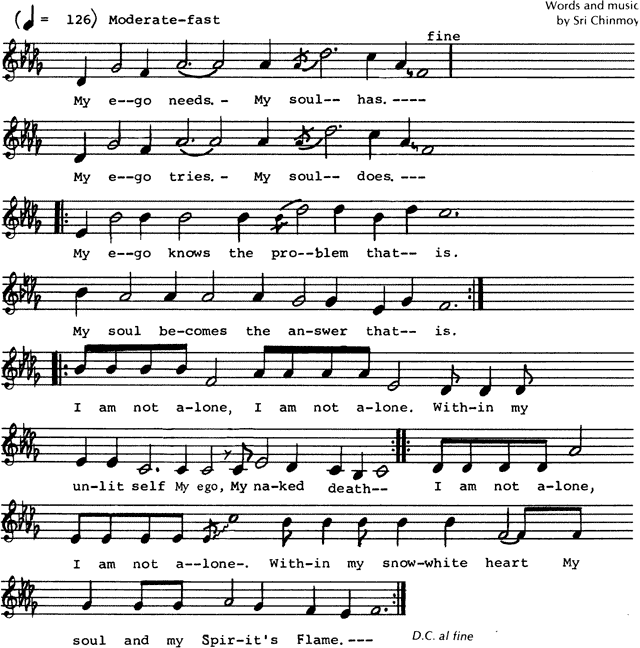 Words and music
(♩= 126) Moderate-fast by Sri Chinmoy
fine
My e--go needs.- My soul-- has.----
My e--go tries.- My soul-- does.----
My e--go knows the pro--blem that-- is.
My soul be-comes the an-swer that-- is.
I am not a-lone, I am not a-lone. With-in my
un-lit self My ego, My na-ked death-- I am not a-lone,
I am not a--lone-. With-in my snow-white heart My
soul and my Spir-it's Flame.---
D.C. al fine